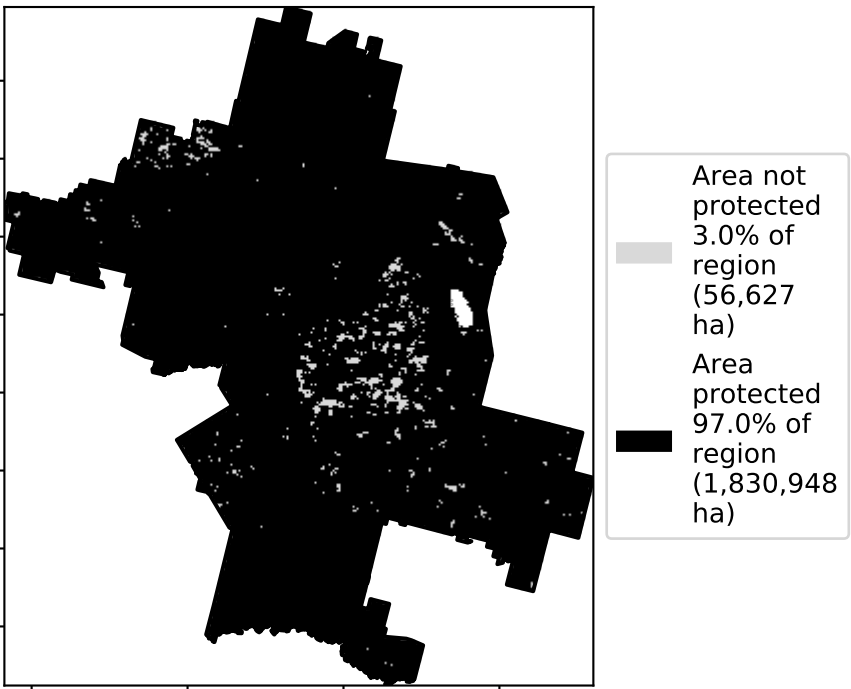 Area not
protected
3.0% of
region
(56,627
ha)
Area
protected
97.0% of
region
(1,830,948
ha)